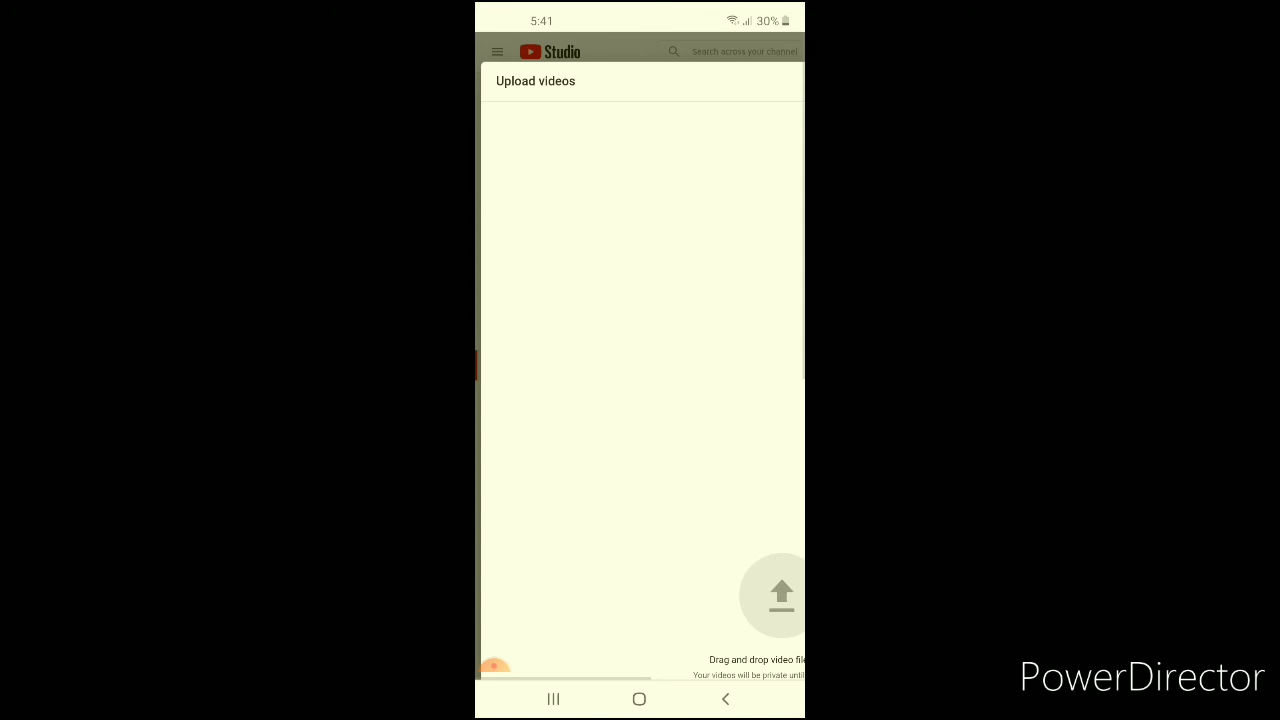 5:41
30%
Studio
Search across your channel
Upload videos
Drag and drop video file
Your videos will be private until
PowerDirector